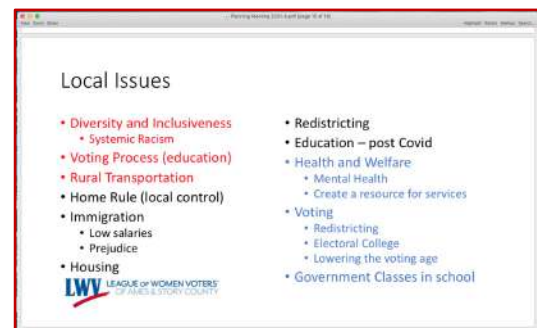 Local Issues
• Diversity and Inclusiveness
• Systemic Racism
• Voting Process (education)
• Rural Transportation
• Home Rule (local control)
• Immigration
• Low salaries
• Prejudice
• Housing
LWV LEAGUE OF WOMEN VOTERS®
OF AMES & STORY COUNTY
• Redistricting
• Education – post Covid
• Health and Welfare
• Mental Health
• Create a resource for services
• Voting
• Redistricting
• Electoral College
• Lowering the voting age
• Government Classes in school